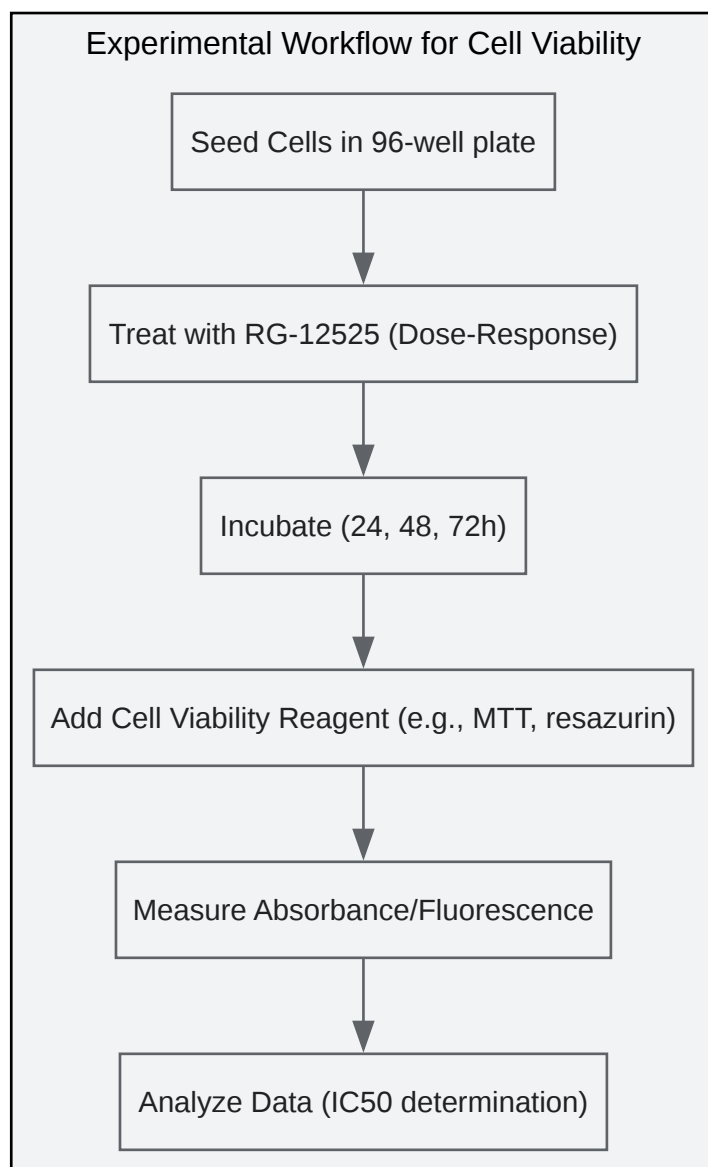 Experimental Workflow for Cell Viability
Seed Cells in 96-well plate
Treat with RG-12525 (Dose-Response)
Incubate (24, 48, 72h)
Add Cell Viability Reagent (e.g., MTT, resazurin)
Measure Absorbance/Fluorescence
Analyze Data (IC50 determination)